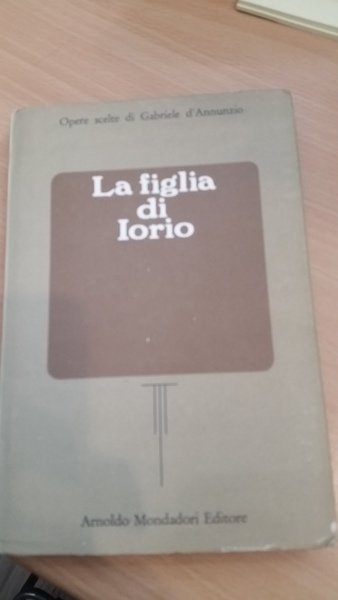 Opere scelte di Gabriele d'Annunzio
La figlia
di
Iorio
Arnoldo Mondadori Editore